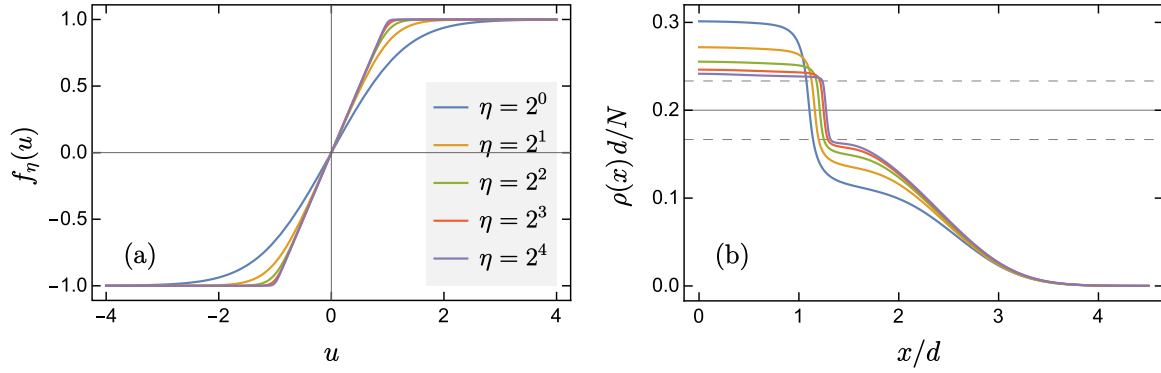 1.0
0.5
0.0
−0.5
−1.0
f_η(u)
−4 −2 0 2 4
u
(a)
η = 2^0
η = 2^1
η = 2^2
η = 2^3
η = 2^4
0.3
0.2
0.1
0.0
ρ(x) d/N
0 1 2 3 4
x/d
(b)